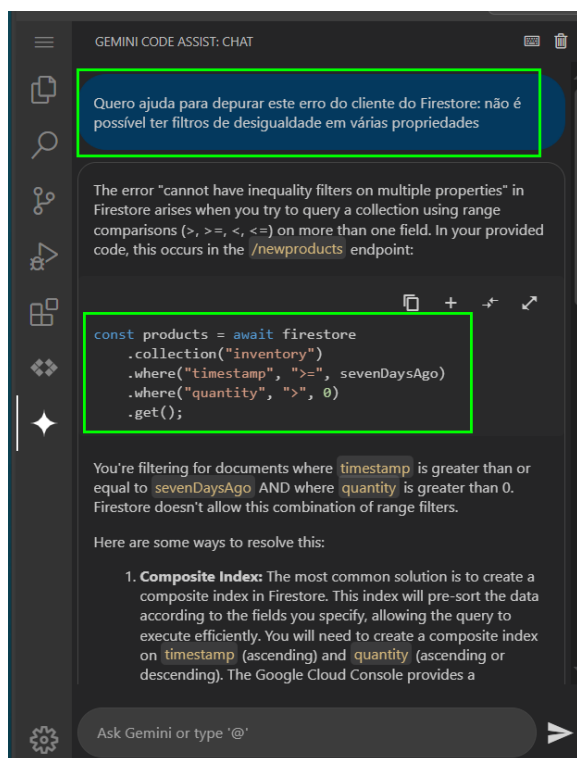 GEMINI CODE ASSIST: CHAT
Quero ajuda para depurar este erro do cliente do Firestore: não é
possível ter filtros de desigualdade em várias propriedades
The error "cannot have inequality filters on multiple properties" in
Firestore arises when you try to query a collection using range
comparisons (>, >=, <, <=) on more than one field. In your provided
code, this occurs in the /newproducts endpoint:
const products = await firestore
.collection("inventory")
.where("timestamp", ">=", sevenDaysAgo)
.where("quantity", ">", 0)
.get();
You're filtering for documents where timestamp is greater than or
equal to sevenDaysAgo AND where quantity is greater than 0.
Firestore doesn't allow this combination of range filters.
Here are some ways to resolve this:
1. Composite Index: The most common solution is to create a
composite index in Firestore. This index will pre-sort the data
according to the fields you specify, allowing the query to
execute efficiently. You will need to create a composite index
on timestamp (ascending) and quantity (ascending or
descending). The Google Cloud Console provides a
Ask Gemini or type '@'